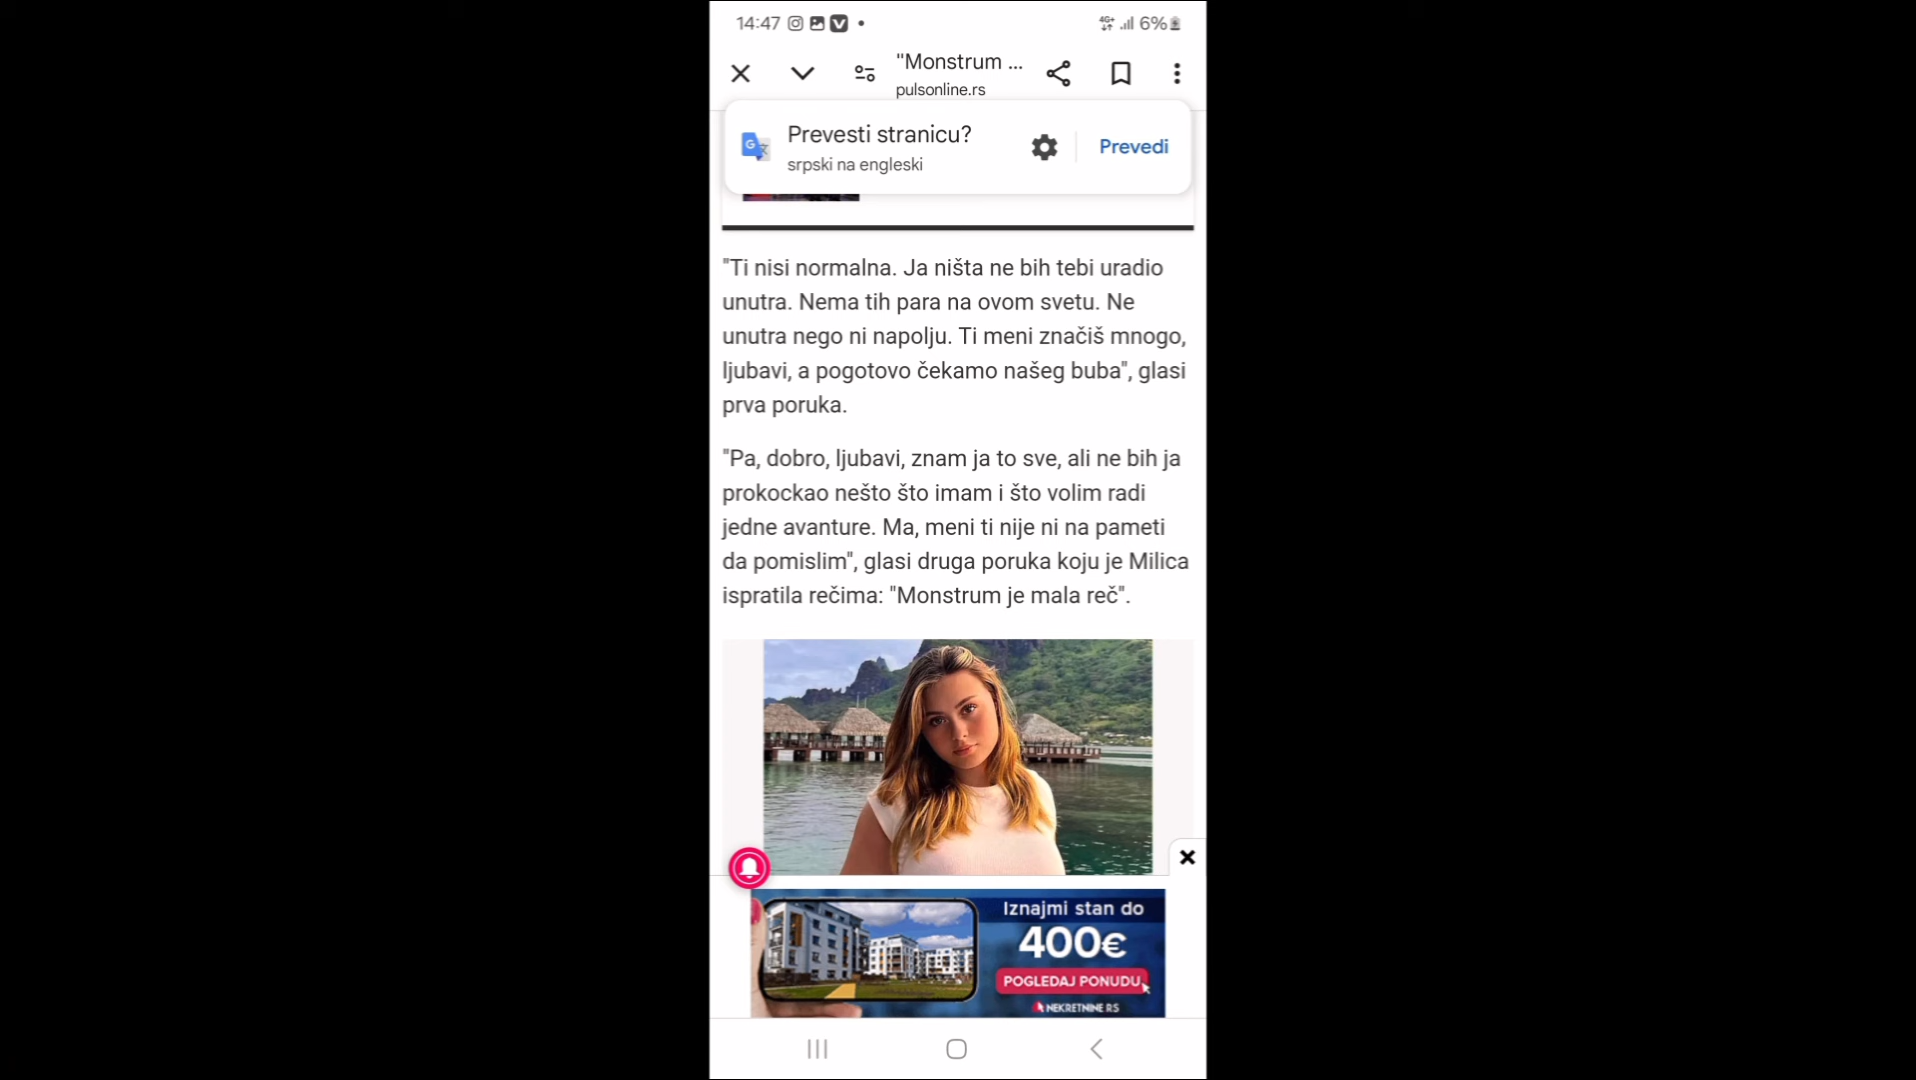 14:47
4G+ 6%
"Monstrum ...
pulsonline.rs
Prevesti stranicu?
srpski na engleski
Prevedi
"Ti nisi normalna. Ja ništa ne bih tebi uradio
unutra. Nema tih para na ovom svetu. Ne
unutra nego ni napolju. Ti meni značiš mnogo,
ljubavi, a pogotovo čekamo našeg buba", glasi
prva poruka.
"Pa, dobro, ljubavi, znam ja to sve, ali ne bih ja
prokockao nešto što imam i što volim radi
jedne avanture. Ma, meni ti nije ni na pameti
da pomislim", glasi druga poruka koju je Milica
ispratila rečima: "Monstrum je mala reč".
Iznajmi stan do
400€
POGLEDAJ PONUDU
NEKRETNINE RS